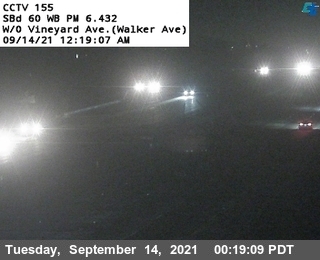 CCTV 155
SBd 60 WB PM 6.432
W/O Vineyard Ave.(Walker Ave)
09/14/21 12:19:07 AM
Tuesday, September 14, 2021 00:19:09 PDT